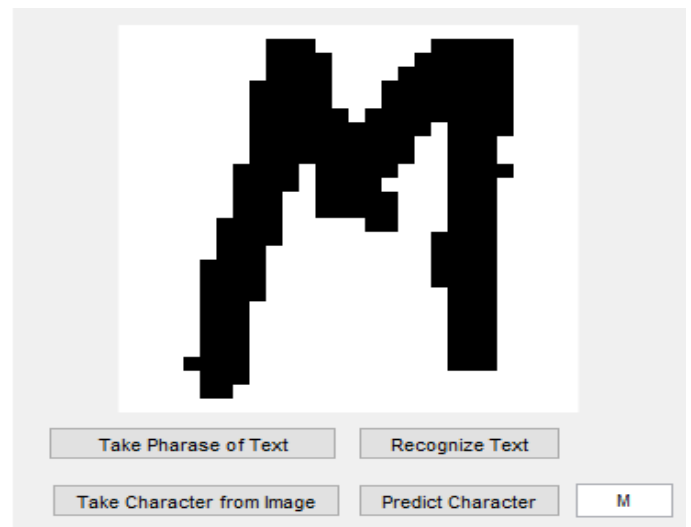 M
Take Pharase of Text Recognize Text
Take Character from Image Predict Character M